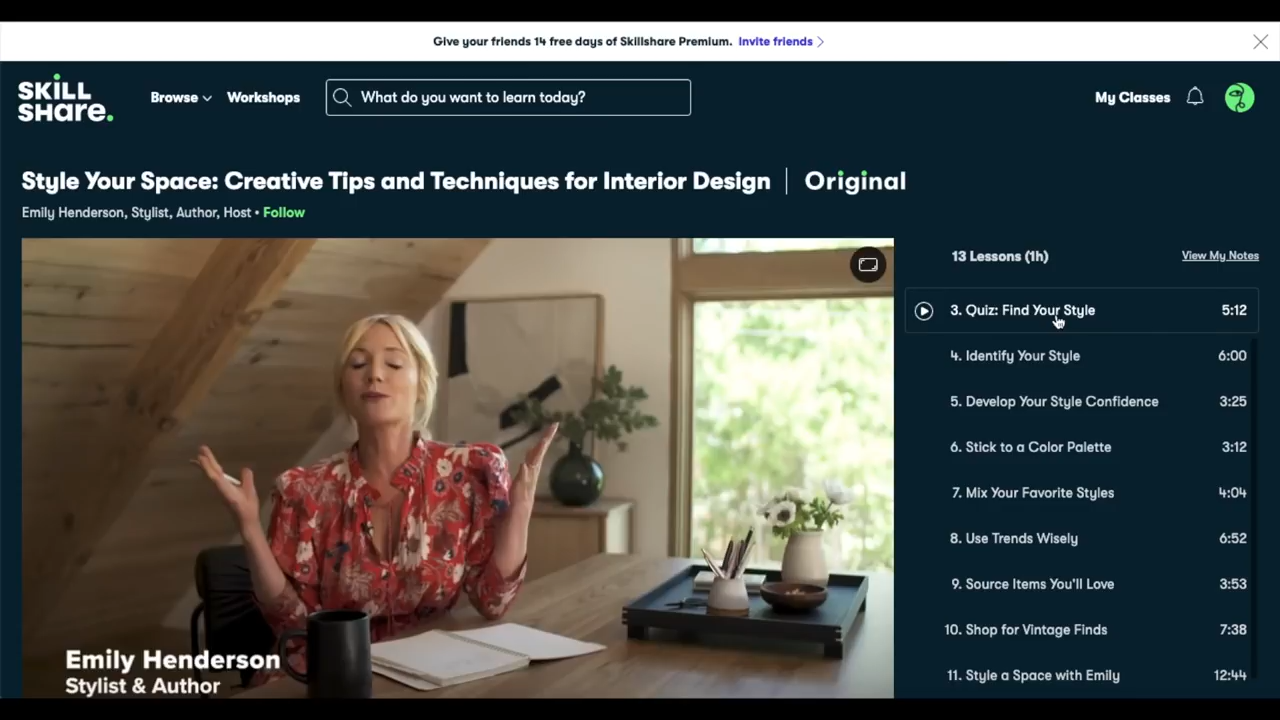 Give your friends 14 free days of Skillshare Premium. Invite friends
SKiLL
SHare.
Browse
Workshops
What do you want to learn today?
My Classes
Style Your Space: Creative Tips and Techniques for Interior Design | Original
Emily Henderson, Stylist, Author, Host • Follow
13 Lessons (1h)
View My Notes
3. Quiz: Find Your Style 5:12
4. Identify Your Style 6:00
5. Develop Your Style Confidence 3:25
6. Stick to a Color Palette 3:12
7. Mix Your Favorite Styles 4:04
8. Use Trends Wisely 6:52
9. Source Items You'll Love 3:53
10. Shop for Vintage Finds 7:38
11. Style a Space with Emily 12:44
Emily Henderson
Stylist & Author